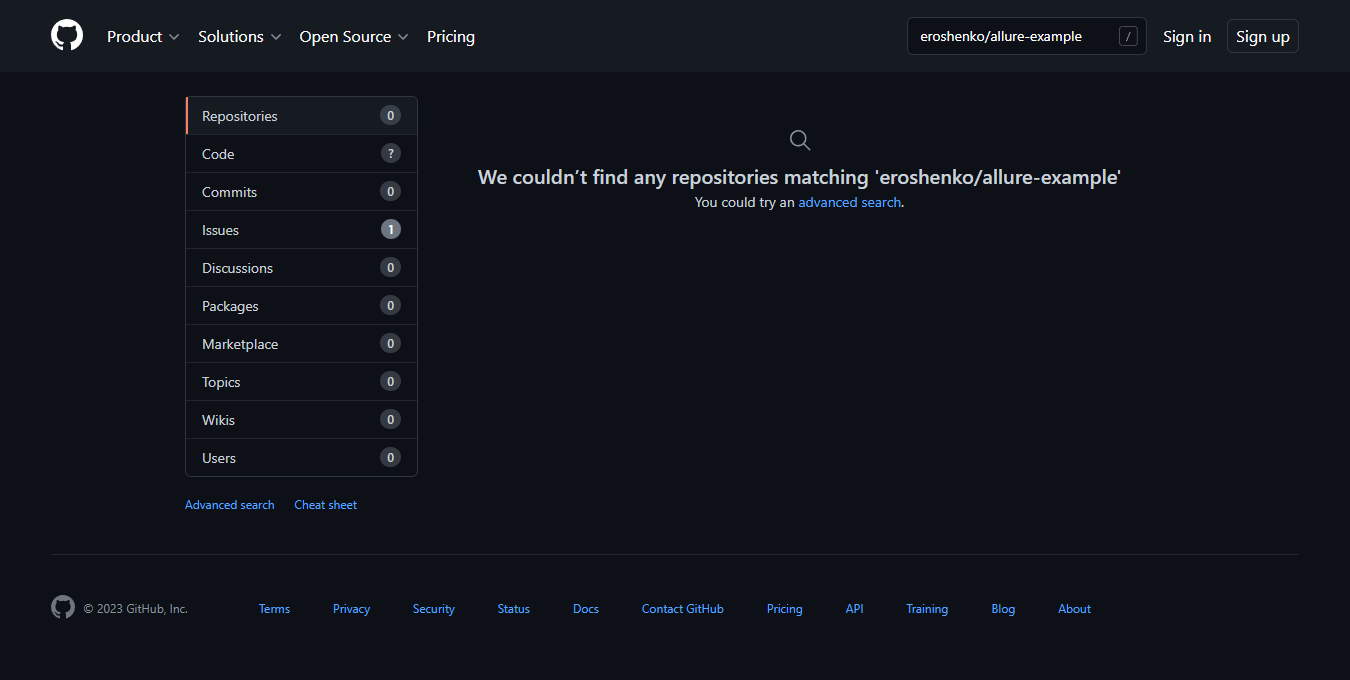 Product Solutions Open Source Pricing eroshenko/allure-example / Sign in Sign up
Repositories 0
Code ?
Commits 0
Issues 1
Discussions 0
Packages 0
Marketplace 0
Topics 0
Wikis 0
Users 0
Advanced search Cheat sheet
We couldn’t find any repositories matching 'eroshenko/allure-example'
You could try an advanced search.
© 2023 GitHub, Inc. Terms Privacy Security Status Docs Contact GitHub Pricing API Training Blog About